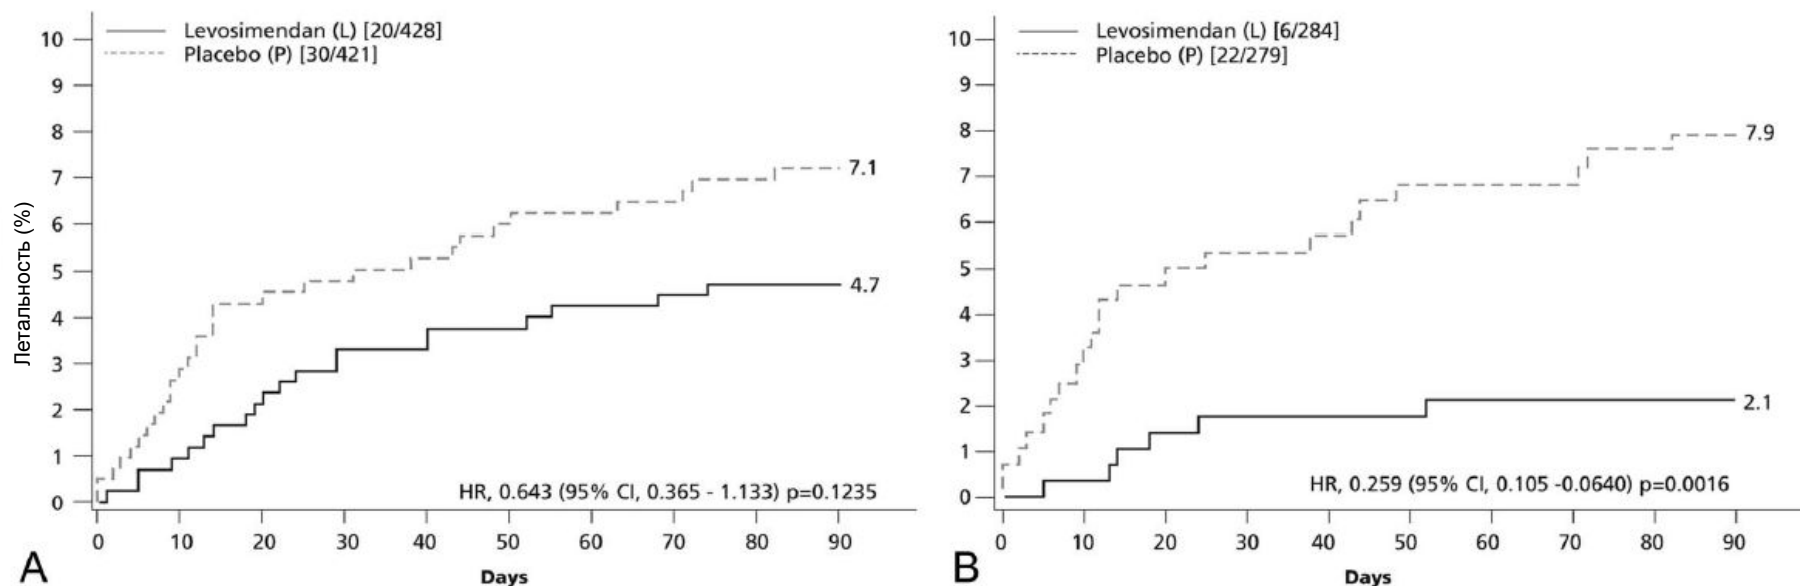 Levosimendan (L) [20/428]
Placebo (P) [30/421]
Летальность (%)
10
9
8
7
6
5
4
3
2
1
0
7.1
4.7
HR, 0.643 (95% CI, 0.365 - 1.133) p=0.1235
0 10 20 30 40 50 60 70 80 90
Days
A
Levosimendan (L) [6/284]
Placebo (P) [22/279]
10
9
8
7
6
5
4
3
2
1
0
7.9
2.1
HR, 0.259 (95% CI, 0.105 -0.0640) p=0.0016
0 10 20 30 40 50 60 70 80 90
Days
B